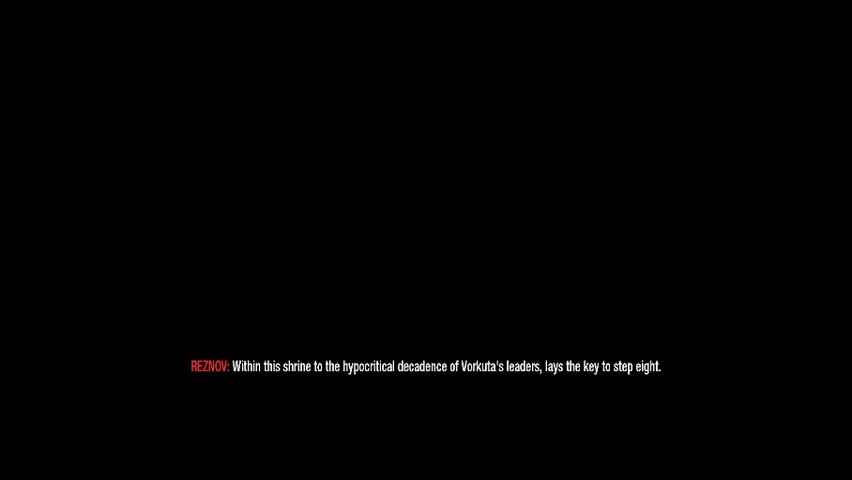 REZNOV: Within this shrine to the hypocritical decadence of Vorkuta's leaders, lays the key to step eight.